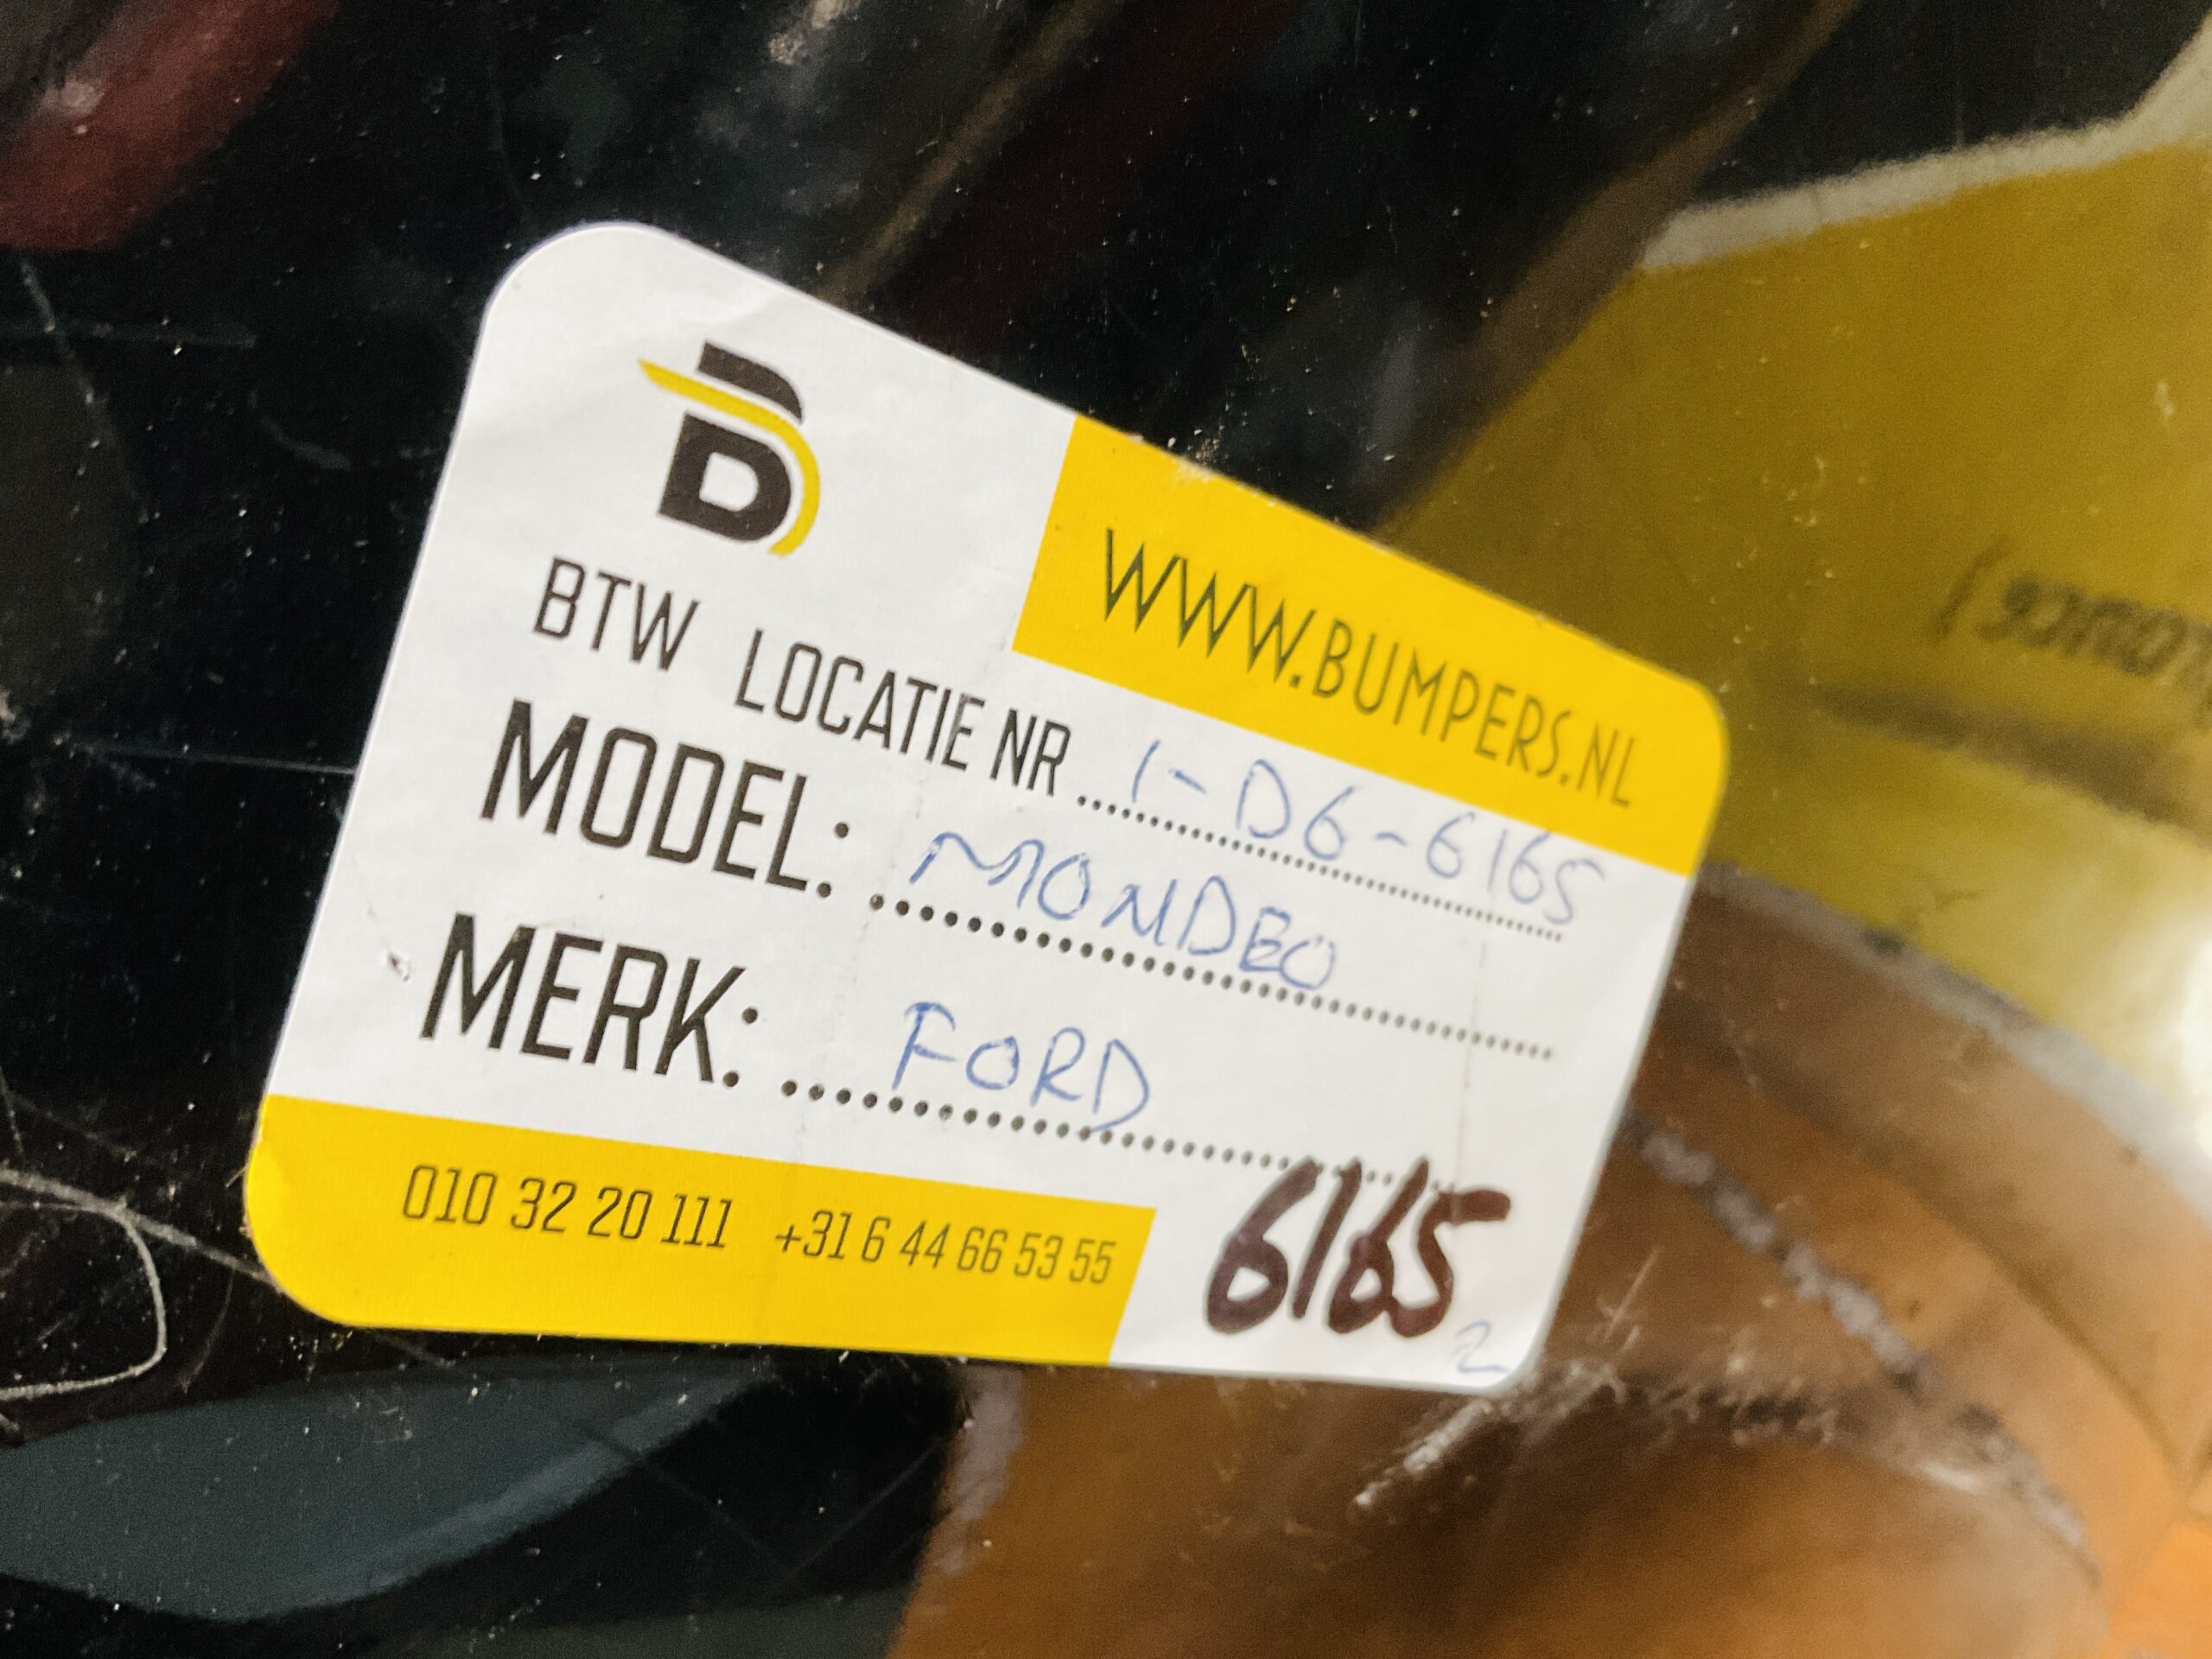 B
WWW.BUMPERS.NL
BTW LOCATIE NR 1-D6-6165
MODEL: MONDEO
MERK: FORD
010 32 20 111 +31 6 44 66 53 55
6165
2